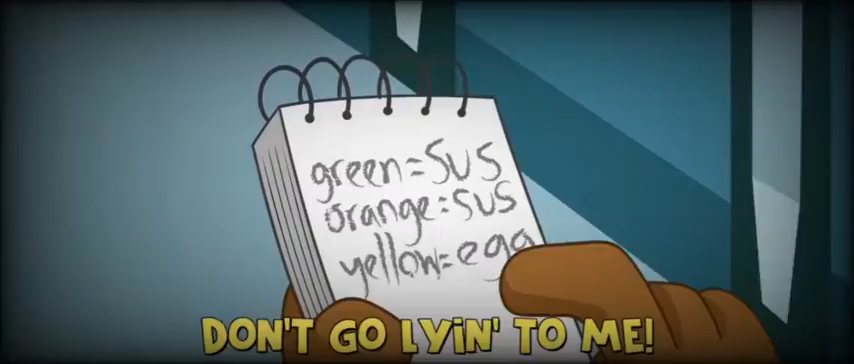 green=sus
orange=sus
yellow=egg
DON'T GO LYiN' TO ME!